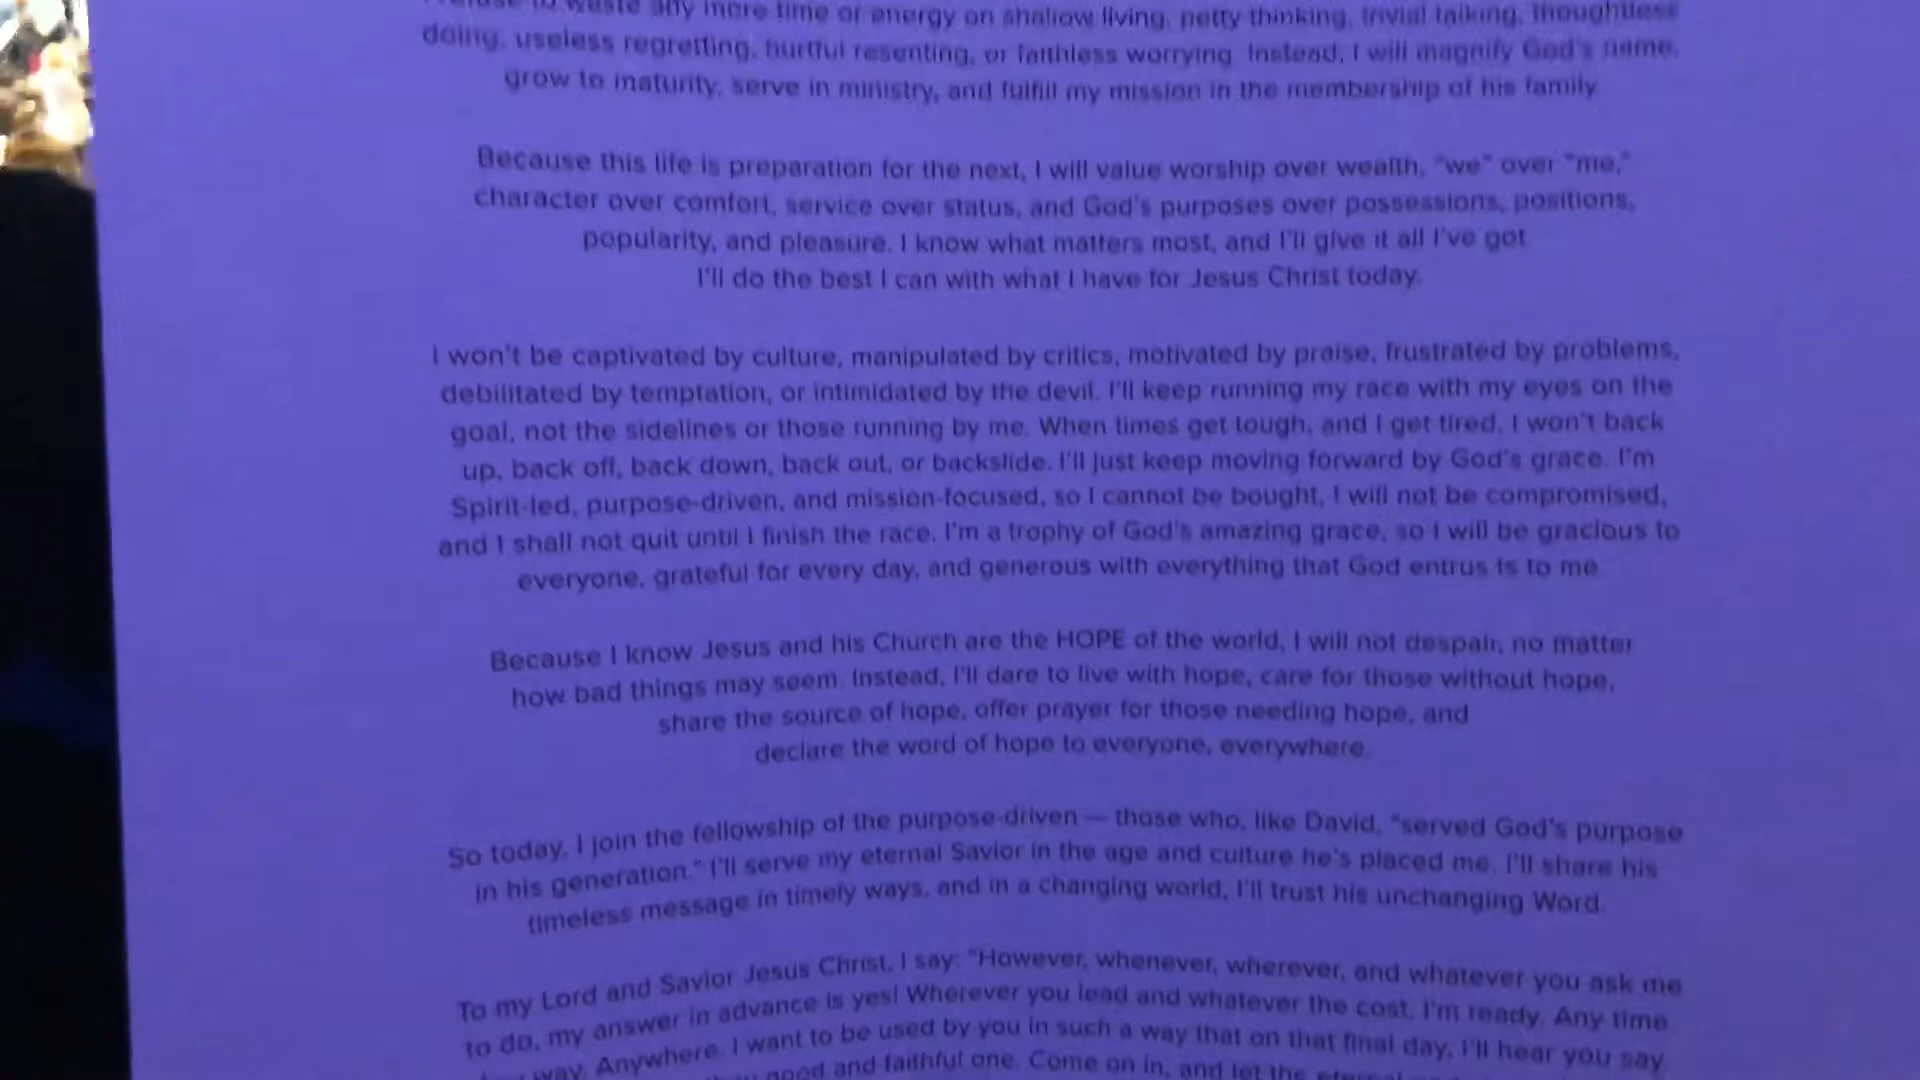 to waste any more time or energy on shallow living, petty thinking, trivial talking, thoughtless
doing, useless regretting, hurtful resenting, or faithless worrying. Instead, I will magnify God's name,
grow to maturity, serve in ministry, and fulfill my mission in the membership of his family.
Because this life is preparation for the next, I will value worship over wealth, "we" over "me,"
character over comfort, service over status, and God's purposes over possessions, positions,
popularity, and pleasure. I know what matters most, and I'll give it all I've got.
I'll do the best I can with what I have for Jesus Christ today.
I won't be captivated by culture, manipulated by critics, motivated by praise, frustrated by problems,
debilitated by temptation, or intimidated by the devil. I'll keep running my race with my eyes on the
goal, not the sidelines or those running by me. When times get tough, and I get tired, I won't back
up, back off, back down, back out, or backslide. I'll just keep moving forward by God's grace. I'm
Spirit-led, purpose-driven, and mission-focused, so I cannot be bought, I will not be compromised,
and I shall not quit until I finish the race. I'm a trophy of God's amazing grace, so I will be gracious to
everyone, grateful for every day, and generous with everything that God entrus ts to me.
Because I know Jesus and his Church are the HOPE of the world, I will not despair, no matter
how bad things may seem. Instead, I'll dare to live with hope, care for those without hope,
share the source of hope, offer prayer for those needing hope, and
declare the word of hope to everyone, everywhere.
So today, I join the fellowship of the purpose-driven — those who, like David, "served God's purpose
in his generation." I'll serve my eternal Savior in the age and culture he's placed me. I'll share his
timeless message in timely ways, and in a changing world, I'll trust his unchanging Word.
To my Lord and Savior Jesus Christ, I say: "However, whenever, wherever, and whatever you ask me
to do, my answer in advance is yes! Wherever you lead and whatever the cost, I'm ready. Any time.
way. Anywhere. I want to be used by you in such a way that on that final day, I'll hear you say,
good and faithful one. Come on in, and let the